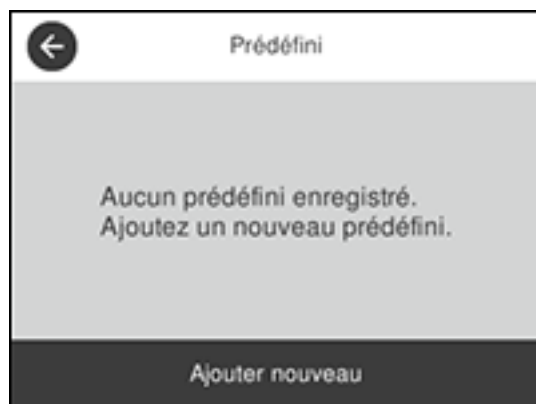 Prédéfini
Aucun prédéfini enregistré.
Ajoutez un nouveau prédéfini.
Ajouter nouveau